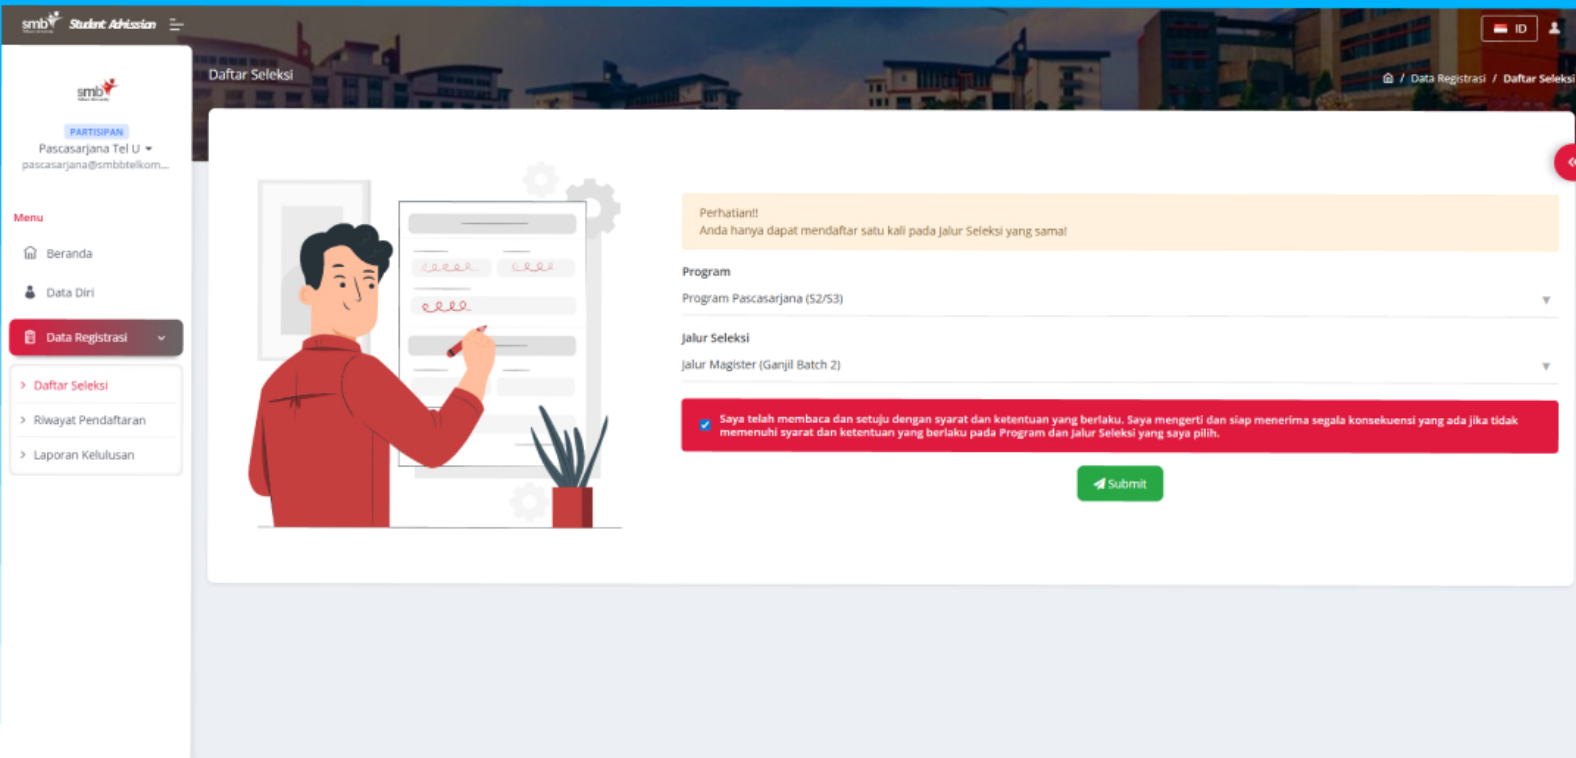 smb Student Admission
ID
Daftar Seleksi
/ Data Registrasi / Daftar Seleksi
smb
PARTISIPAN
Pascasarjana Tel U
pascasarjana@smbbtelkom...
Menu
Beranda
Data Diri
Data Registrasi
Daftar Seleksi
Riwayat Pendaftaran
Laporan Kelulusan
Perhatian!!
Anda hanya dapat mendaftar satu kali pada Jalur Seleksi yang sama!
Program
Program Pascasarjana (S2/S3)
Jalur Seleksi
Jalur Magister (Ganjil Batch 2)
Saya telah membaca dan setuju dengan syarat dan ketentuan yang berlaku. Saya mengerti dan siap menerima segala konsekuensi yang ada jika tidak
memenuhi syarat dan ketentuan yang berlaku pada Program dan Jalur Seleksi yang saya pilih.
Submit